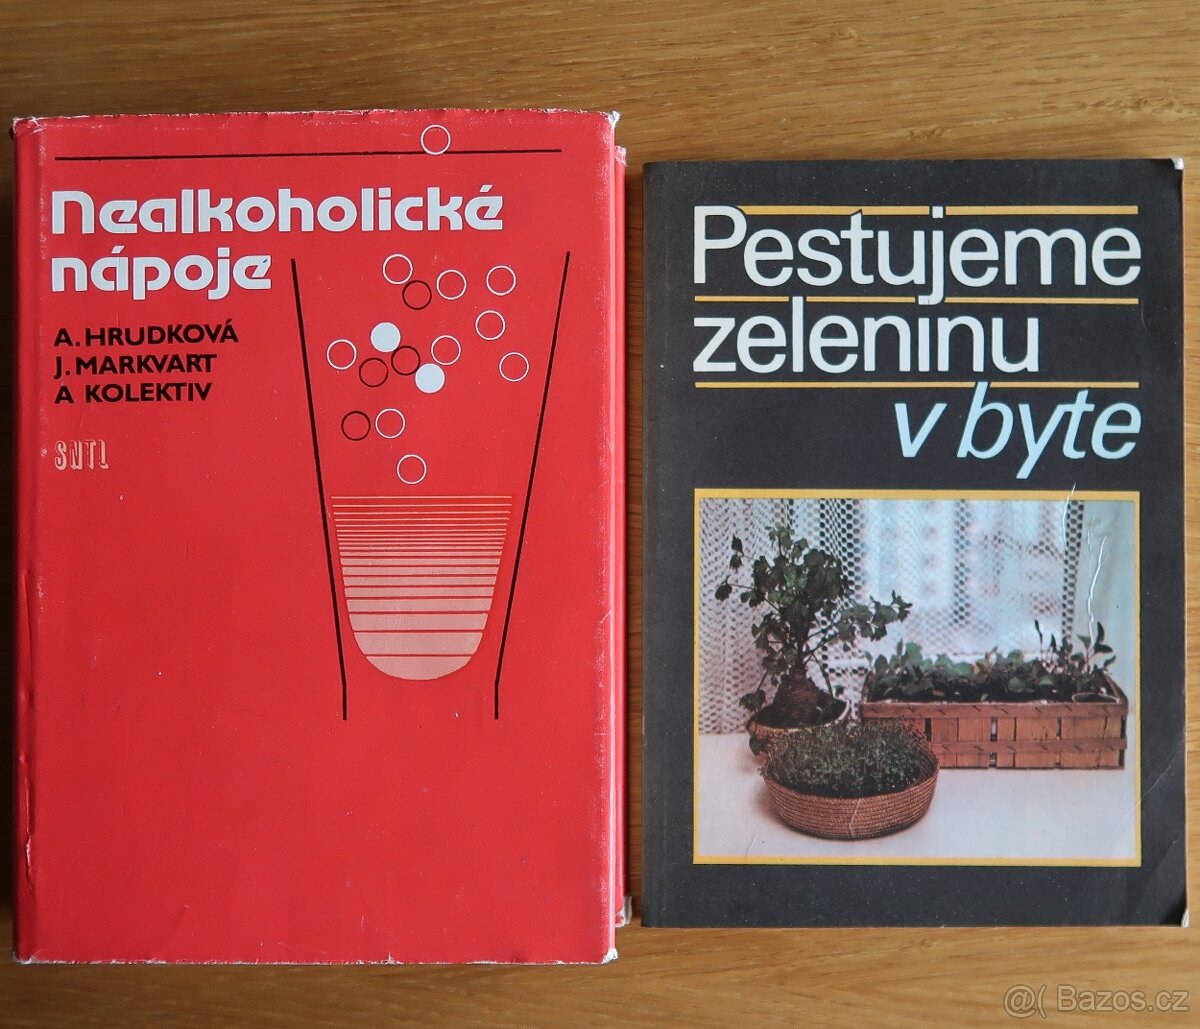 Nealkoholické
nápoje
A. HRUDKOVÁ
J. MARKVART
A KOLEKTIV
SNTL
Pestujeme
zeleninu
v byte
@( Bazos.cz